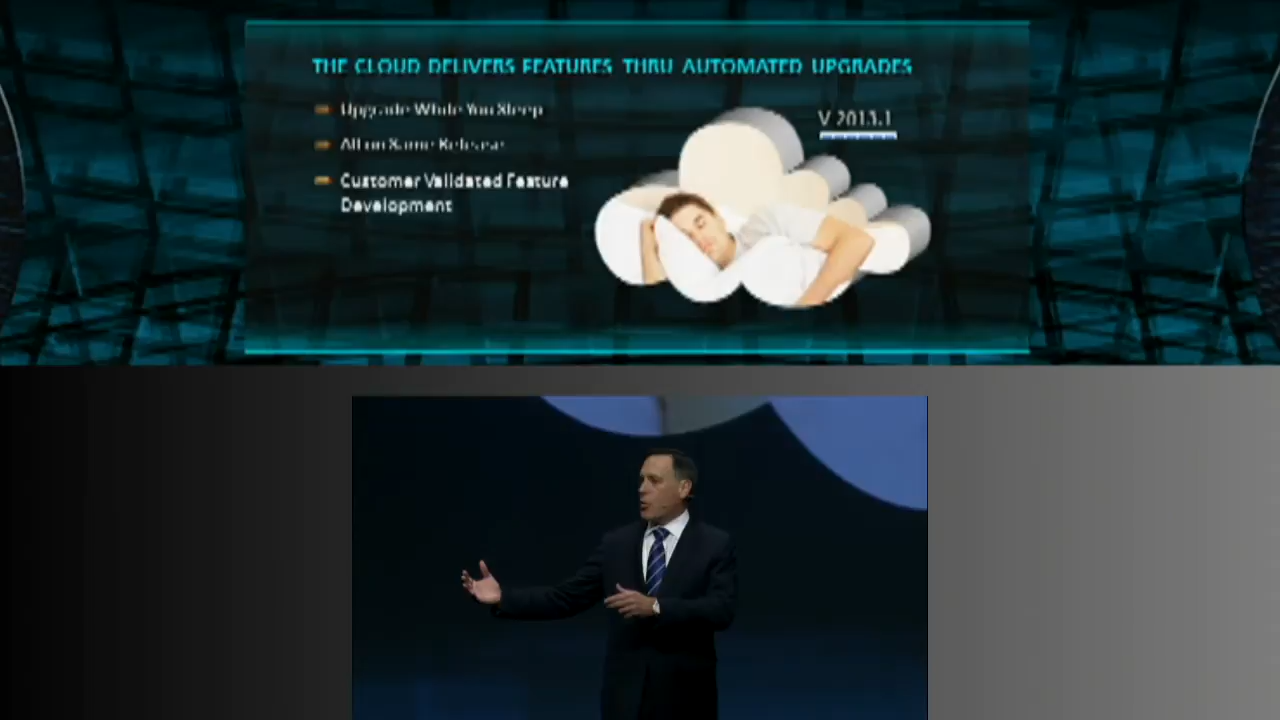 THE CLOUD DELIVERS FEATURES THRU AUTOMATED UPGRADES
Upgrade While You Sleep
V 2013.1
All on Same Release
Customer Validated Feature
Development